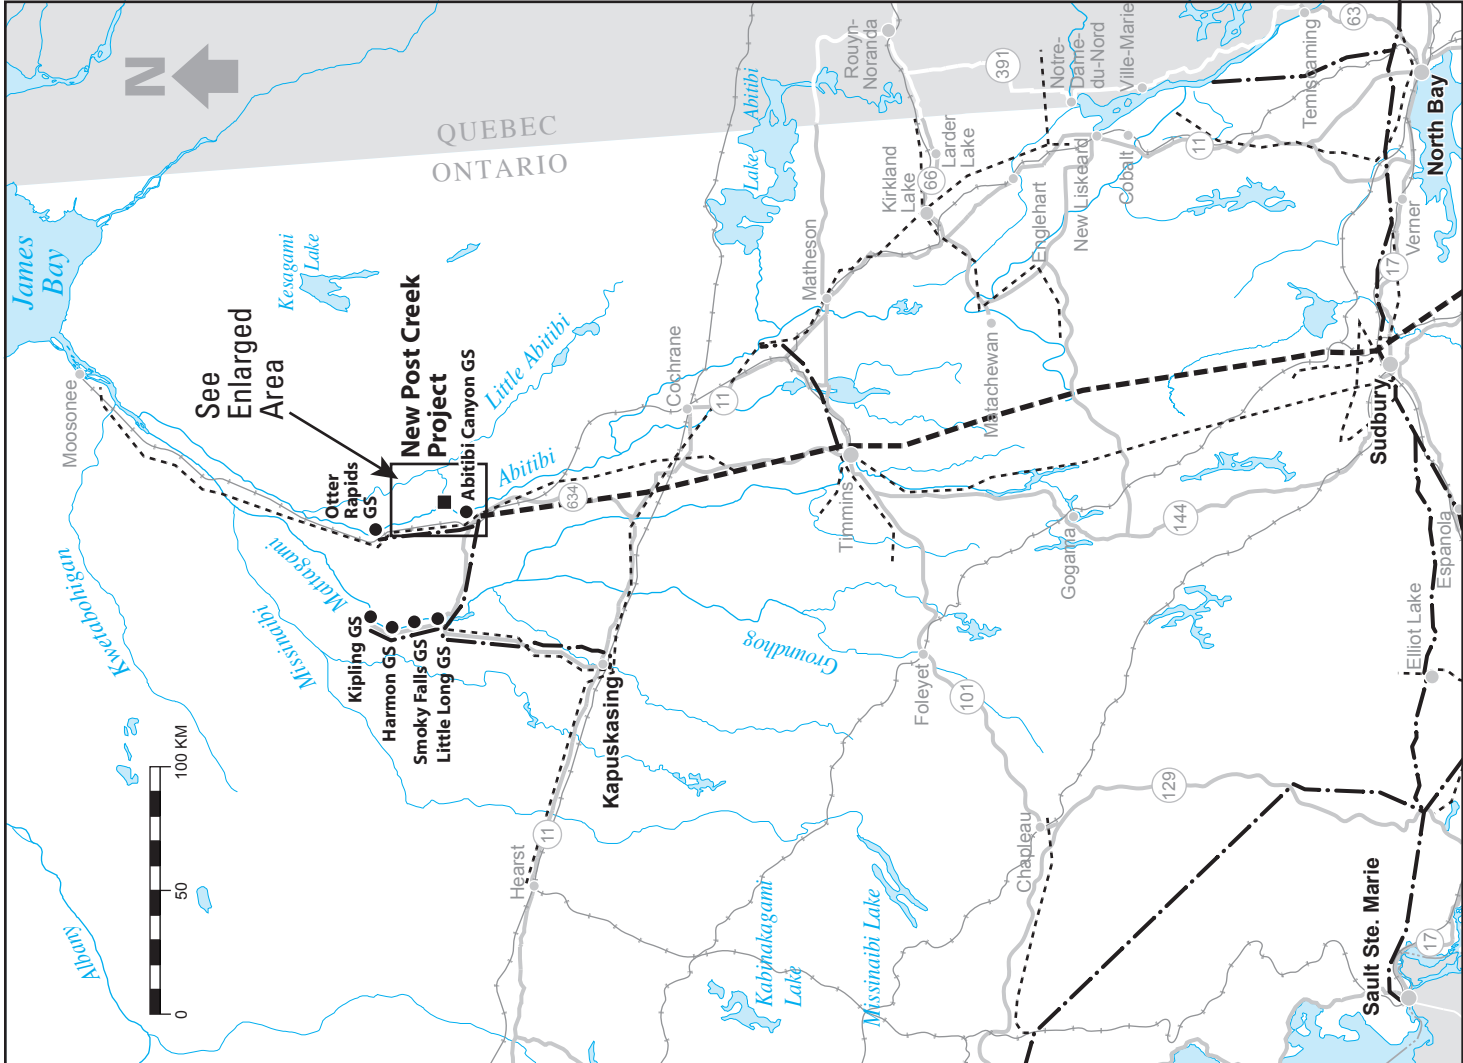 N
QUEBEC
ONTARIO
James
Bay
Moosonee
Kesagami
Lake
See
Enlarged
Area
New Post Creek
Project
Abitibi Canyon GS
Otter
Rapids
GS
Little Abitibi
Abitibi
Lake
Abitibi
Rouyn-
Noranda
391
Notre-
Dame-
du-Nord
Ville-Marie
Temiscaming
63
North Bay
Larder
Lake
Kirkland
Lake
66
Englehart
New Liskeard
Cobalt
11
Matheson
Matachewan
Verner
17
Sudbury
Cochrane
11
634
Timmins
Gogama
144
Espanola
Elliot Lake
Kwetabohigan
Missinaibi
Mattagami
Kipling GS
Harmon GS
Smoky Falls GS
Little Long GS
Groundhog
Kapuskasing
Foleyet
101
129
Chapleau
Hearst
11
Albany
0
50
100 KM
Kabinakagami
Lake
Missinaibi Lake
Sault Ste. Marie
17